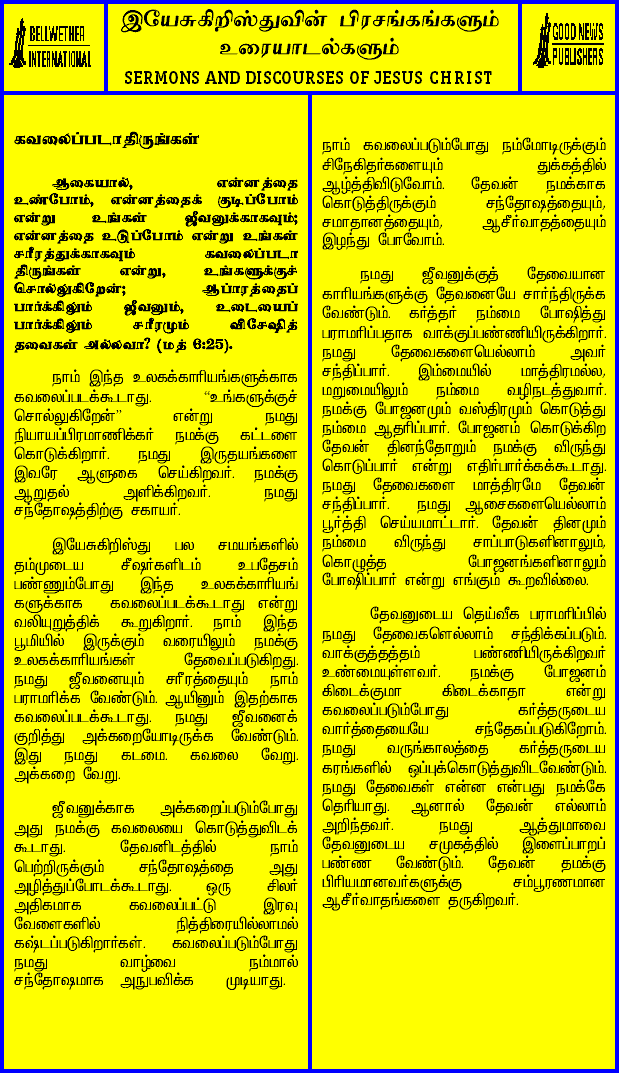 BELLWETHER
INTERNATIONAL
இயேசுகிறிஸ்துவின் பிரசங்கங்களும்
உரையாடல்களும்
SERMONS AND DISCOURSES OF JESUS CHRIST
GOOD NEWS
PUBLISHERS
கவலைப்படாதிருங்கள்
ஆகையால், என்னத்தை
உண்போம், என்னத்தைக் குடிப்போம்
என்று உங்கள் ஜீவனுக்காகவும்;
என்னத்தை உடுப்போம் என்று உங்கள்
சரீரத்துக்காகவும் கவலைப்படா
திருங்கள் என்று, உங்களுக்குச்
சொல்லுகிறேன்; ஆப்ாரத்தைப்
பார்க்கிலும் ஜீவனும், உடையைப்
பார்க்கிலும் சரீரமும் விசேஷித்
தவைகள் அல்லவா? (மத் 6:25).
நாம் இந்த உலகக்காரியங்களுக்காக
கவலைப்படக்கூடாது. “உங்களுக்குச்
சொல்லுகிறேன்” என்று நமது
நியாயப்பிரமாணிக்கர் நமக்கு கட்டளை
கொடுக்கிறார். நமது இருதயங்களை
இவரே ஆளுகை செய்கிறவர். நமக்கு
ஆறுதல் அளிக்கிறவர். நமது
சந்தோஷத்திற்கு சகாயர்.
இயேசுகிறிஸ்து பல சமயங்களில்
தம்முடைய சீஷர்களிடம் உபதேசம்
பண்ணும்போது இந்த உலகக்காரியங்
களுக்காக கவலைப்படக்கூடாது என்று
வலியுறுத்திக் கூறுகிறார். நாம் இந்த
பூமியில் இருக்கும் வரையிலும் நமக்கு
உலகக்காரியங்கள் தேவைப்படுகிறது.
நமது ஜீவனையும் சரீரத்தையும் நாம்
பராமரிக்க வேண்டும். ஆயினும் இதற்காக
கவலைப்படக்கூடாது. நமது ஜீவனைக்
குறித்து அக்கறையோடிருக்க வேண்டும்.
இது நமது கடமை. கவலை வேறு.
அக்கறை வேறு.
ஜீவனுக்காக அக்கறைப்படும்போது
அது நமக்கு கவலையை கொடுத்துவிடக்
கூடாது. தேவனிடத்தில் நாம்
பெற்றிருக்கும் சந்தோஷத்தை அது
அழித்துப்போடக்கூடாது. ஒரு சிலர்
அதிகமாக கவலைப்பட்டு இரவு
வேளைகளில் நித்திரையில்லாமல்
கஷ்டப்படுகிறார்கள். கவலைப்படும்போது
நமது வாழ்வை நம்மால்
சந்தோஷமாக அநுபவிக்க முடியாது.
நாம் கவலைப்படும்போது நம்மோடிருக்கும்
சிநேகிதர்களையும் துக்கத்தில்
ஆழ்த்திவிடுவோம். தேவன் நமக்காக
கொடுத்திருக்கும் சந்தோஷத்தையும்,
சமாதானத்தையும், ஆசீர்வாதத்தையும்
இழந்து போவோம்.
நமது ஜீவனுக்குத் தேவையான
காரியங்களுக்கு தேவனையே சார்ந்திருக்க
வேண்டும். கர்த்தர் நம்மை போஷித்து
பராமரிப்பதாக வாக்குப்பண்ணியிருக்கிறார்.
நமது தேவைகளையெல்லாம் அவர்
சந்திப்பார். இம்மையில் மாத்திரமல்ல,
மறுமையிலும் நம்மை வழிநடத்துவார்.
நமக்கு போஜனமும் வஸ்திரமும் கொடுத்து
நம்மை ஆதரிப்பார். போஜனம் கொடுக்கிற
தேவன் தினந்தோறும் நமக்கு விருந்து
கொடுப்பார் என்று எதிர்பார்க்கக்கூடாது.
நமது தேவைகளை மாத்திரமே தேவன்
சந்திப்பார். நமது ஆசைகளையெல்லாம்
பூர்த்தி செய்யமாட்டார். தேவன் தினமும்
நம்மை விருந்து சாப்பாடுகளினாலும்,
கொழுத்த போஜனங்களினாலும்
போஷிப்பார் என்று எங்கும் கூறவில்லை.
தேவனுடைய தெய்வீக பராமரிப்பில்
நமது தேவைகளெல்லாம் சந்திக்கப்படும்.
வாக்குத்தத்தம் பண்ணியிருக்கிறவர்
உண்மையுள்ளவர். நமக்கு போஜனம்
கிடைக்குமா கிடைக்காதா என்று
கவலைப்படும்போது கர்த்தருடைய
வார்த்தையையே சந்தேகப்படுகிறோம்.
நமது வருங்காலத்தை கர்த்தருடைய
கரங்களில் ஒப்புக்கொடுத்துவிடவேண்டும்.
நமது தேவைகள் என்ன என்பது நமக்கே
தெரியாது. ஆனால் தேவன் எல்லாம்
அறிந்தவர். நமது ஆத்துமாவை
தேவனுடைய சமுகத்தில் இளைப்பாறப்
பண்ண வேண்டும். தேவன் தமக்கு
பிரியமானவர்களுக்கு சம்பூரணமான
ஆசீர்வாதங்களை தருகிறவர்.